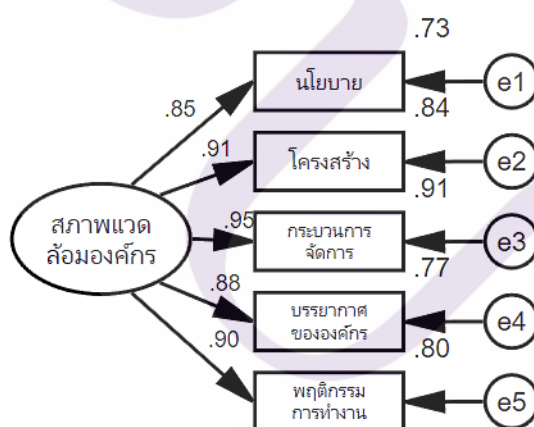 .73
นโยบาย
e1
.85
.84
.91
โครงสร้าง
e2
.91
สภาพแวด
ล้อมองค์กร
.95
กระบวนการ
จัดการ
e3
.77
.88
บรรยากาศ
ขององค์กร
e4
.80
.90
พฤติกรรม
การทำงาน
e5